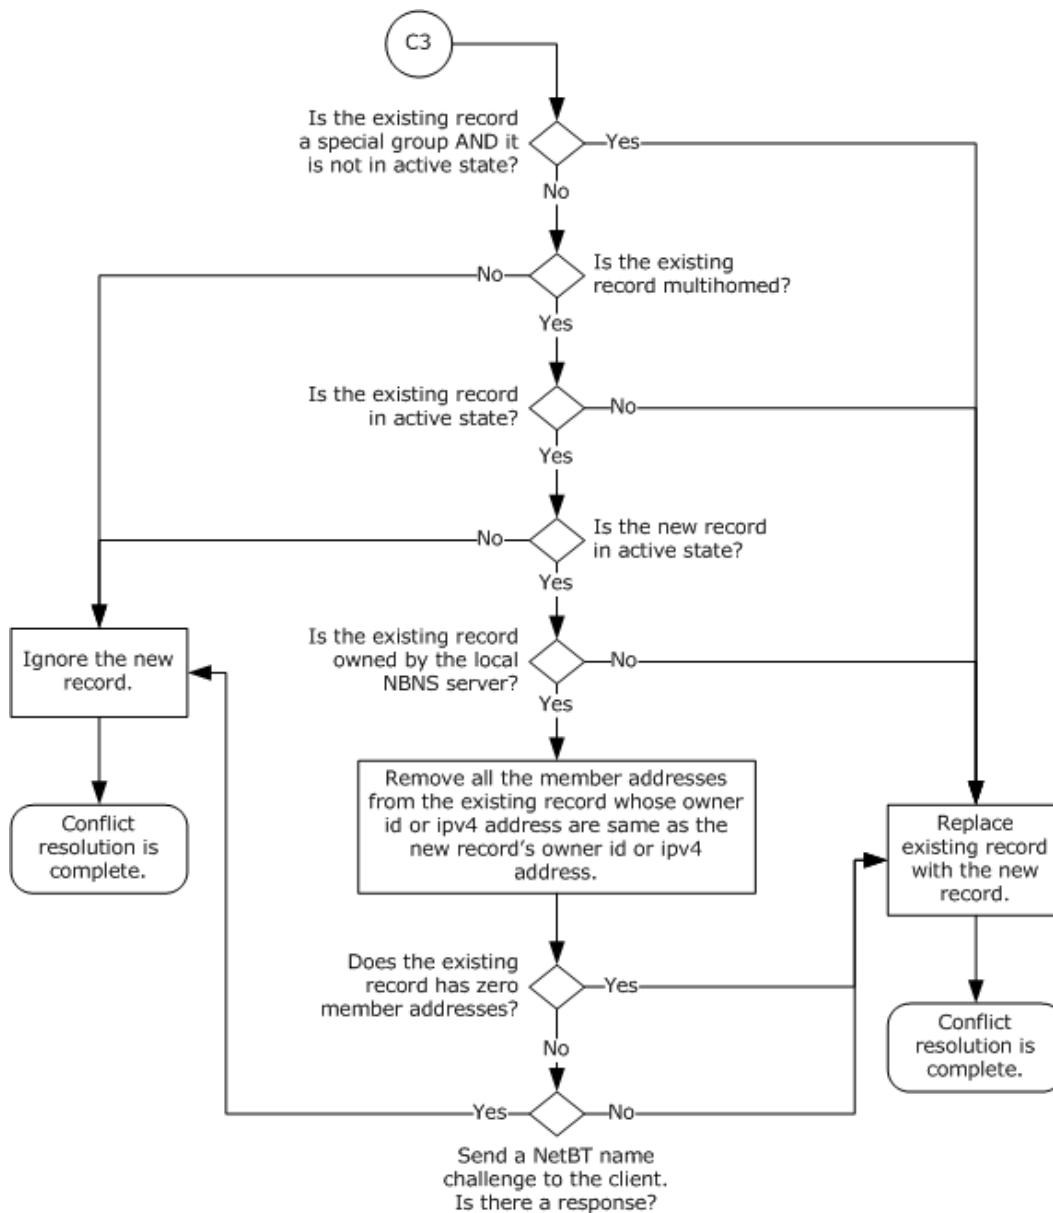 C3
Is the existing record
a special group AND it
is not in active state?
Yes
No
Is the existing
record multihomed?
No
Yes
Is the existing record
in active state?
No
Yes
Is the new record
in active state?
No
Yes
Is the existing record
owned by the local
NBNS server?
No
Yes
Ignore the new
record.
Conflict
resolution is
complete.
Remove all the member addresses
from the existing record whose owner
id or ipv4 address are same as the
new record's owner id or ipv4
address.
Replace
existing record
with the new
record.
Does the existing
record has zero
member addresses?
Yes
No
Conflict
resolution is
complete.
Yes
No
Send a NetBT name
challenge to the client.
Is there a response?